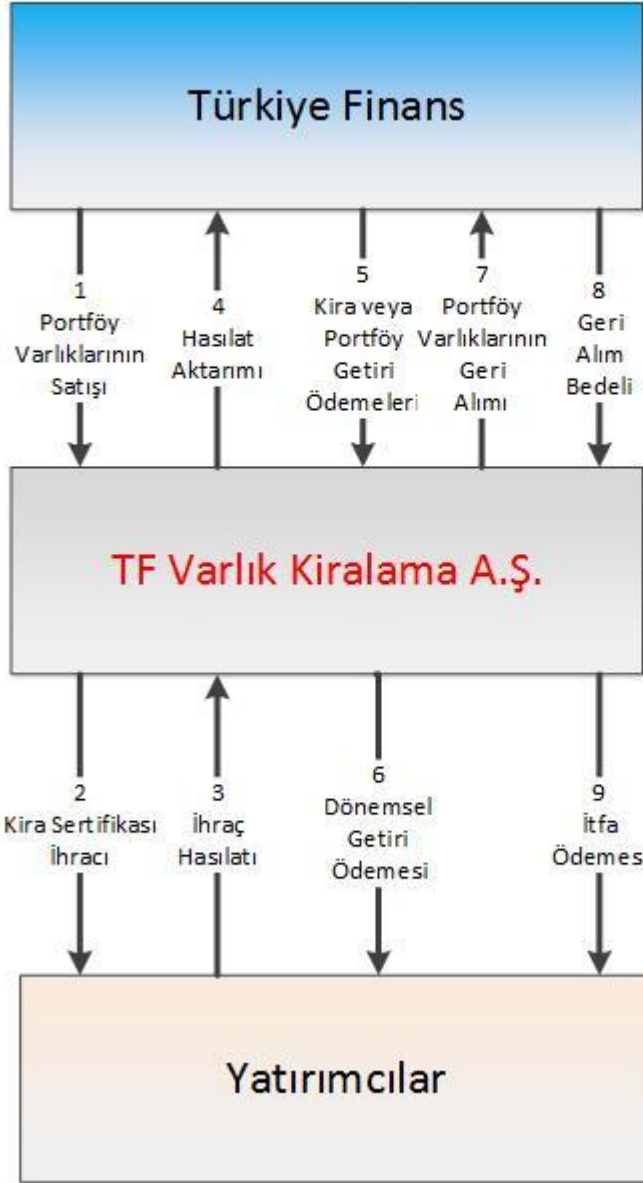 Türkiye Finans
1
Portföy
Varlıklarının
Satışı
4
Hasılat
Aktarımı
5
Kira veya
Portföy
Getiri
Ödemeleri
7
Portföy
Varlıklarının
Geri
Alımı
8
Geri
Alım
Bedeli
TF Varlık Kiralama A.Ş.
2
Kira Sertifikası
İhracı
3
İhraç
Hasılatı
6
Dönemsel
Getiri
Ödemesi
9
İtfa
Ödemes
Yatırımcılar